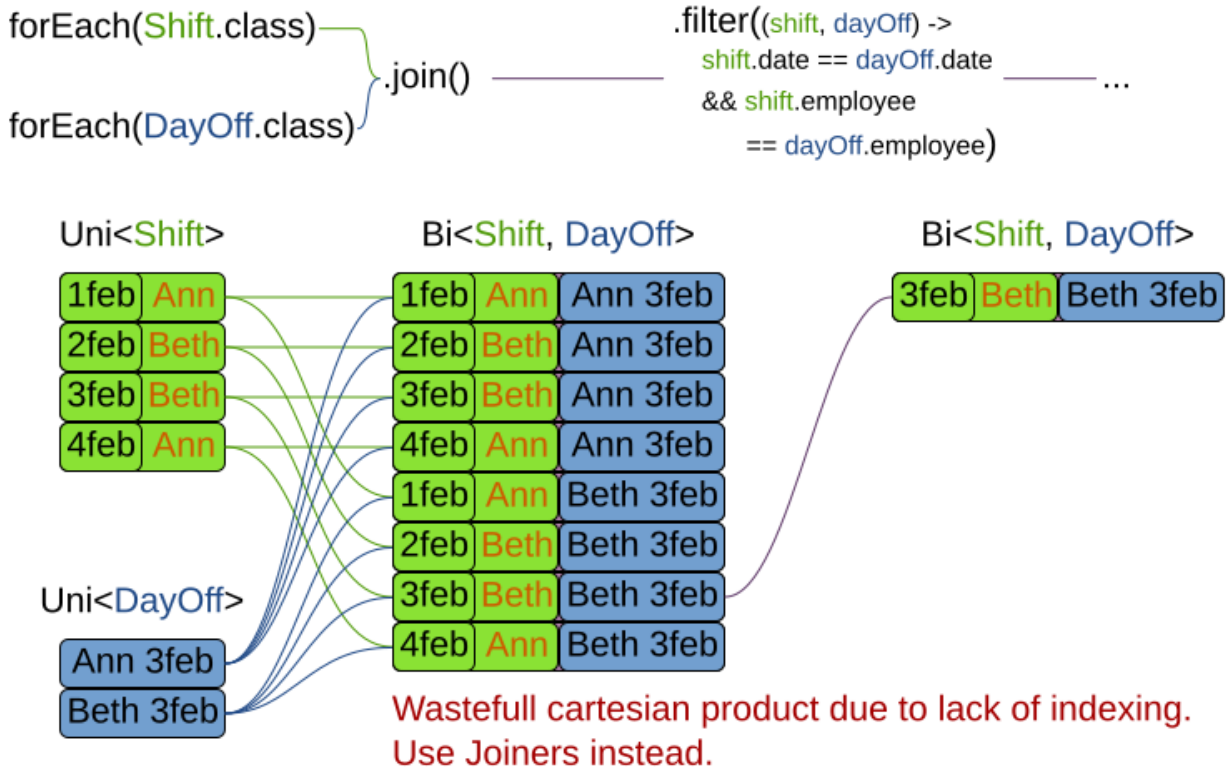 forEach(Shift.class)
forEach(DayOff.class)
.join()
.filter((shift, dayOff) ->
shift.date == dayOff.date
&& shift.employee
== dayOff.employee)
...
Uni<Shift>
1feb Ann
2feb Beth
3feb Beth
4feb Ann
Uni<DayOff>
Ann 3feb
Beth 3feb
Bi<Shift, DayOff>
1feb Ann Ann 3feb
2feb Beth Ann 3feb
3feb Beth Ann 3feb
4feb Ann Ann 3feb
1feb Ann Beth 3feb
2feb Beth Beth 3feb
3feb Beth Beth 3feb
4feb Ann Beth 3feb
Bi<Shift, DayOff>
3feb Beth Beth 3feb
Wastefull cartesian product due to lack of indexing.
Use Joiners instead.